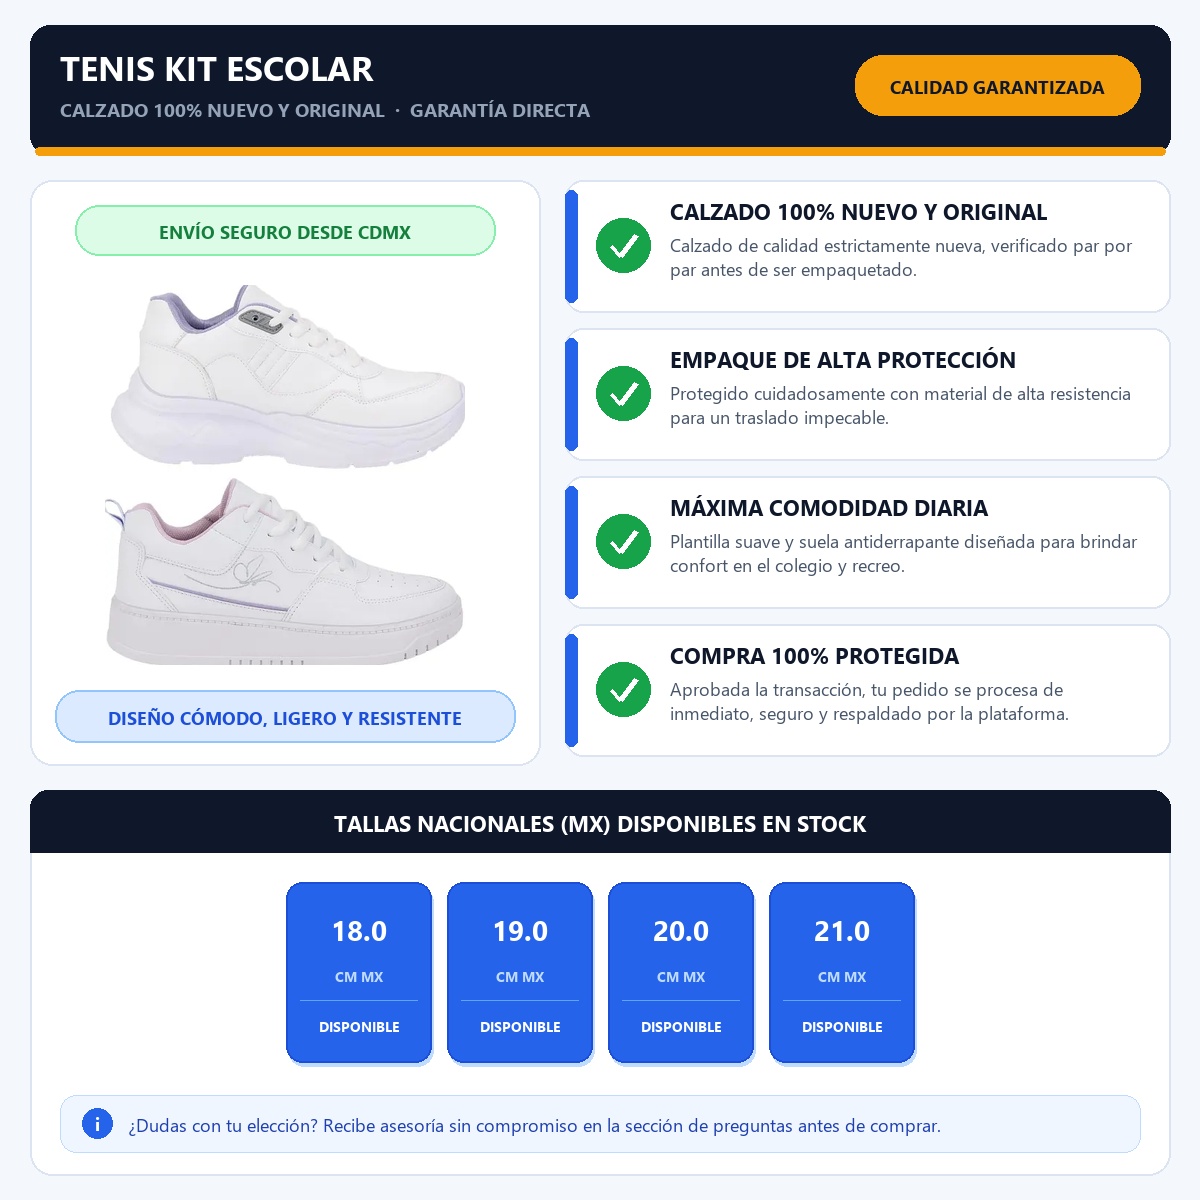 TENIS KIT ESCOLAR
CALZADO 100% NUEVO Y ORIGINAL · GARANTÍA DIRECTA
CALIDAD GARANTIZADA
ENVÍO SEGURO DESDE CDMX
DISEÑO CÓMODO, LIGERO Y RESISTENTE
CALZADO 100% NUEVO Y ORIGINAL
Calzado de calidad estrictamente nueva, verificado par por
par antes de ser empaquetado.
EMPAQUE DE ALTA PROTECCIÓN
Protegido cuidadosamente con material de alta resistencia
para un traslado impecable.
MÁXIMA COMODIDAD DIARIA
Plantilla suave y suela antiderrapante diseñada para brindar
confort en el colegio y recreo.
COMPRA 100% PROTEGIDA
Aprobada la transacción, tu pedido se procesa de
inmediato, seguro y respaldado por la plataforma.
TALLAS NACIONALES (MX) DISPONIBLES EN STOCK
18.0
CM MX
DISPONIBLE
19.0
CM MX
DISPONIBLE
20.0
CM MX
DISPONIBLE
21.0
CM MX
DISPONIBLE
¿Dudas con tu elección? Recibe asesoría sin compromiso en la sección de preguntas antes de comprar.